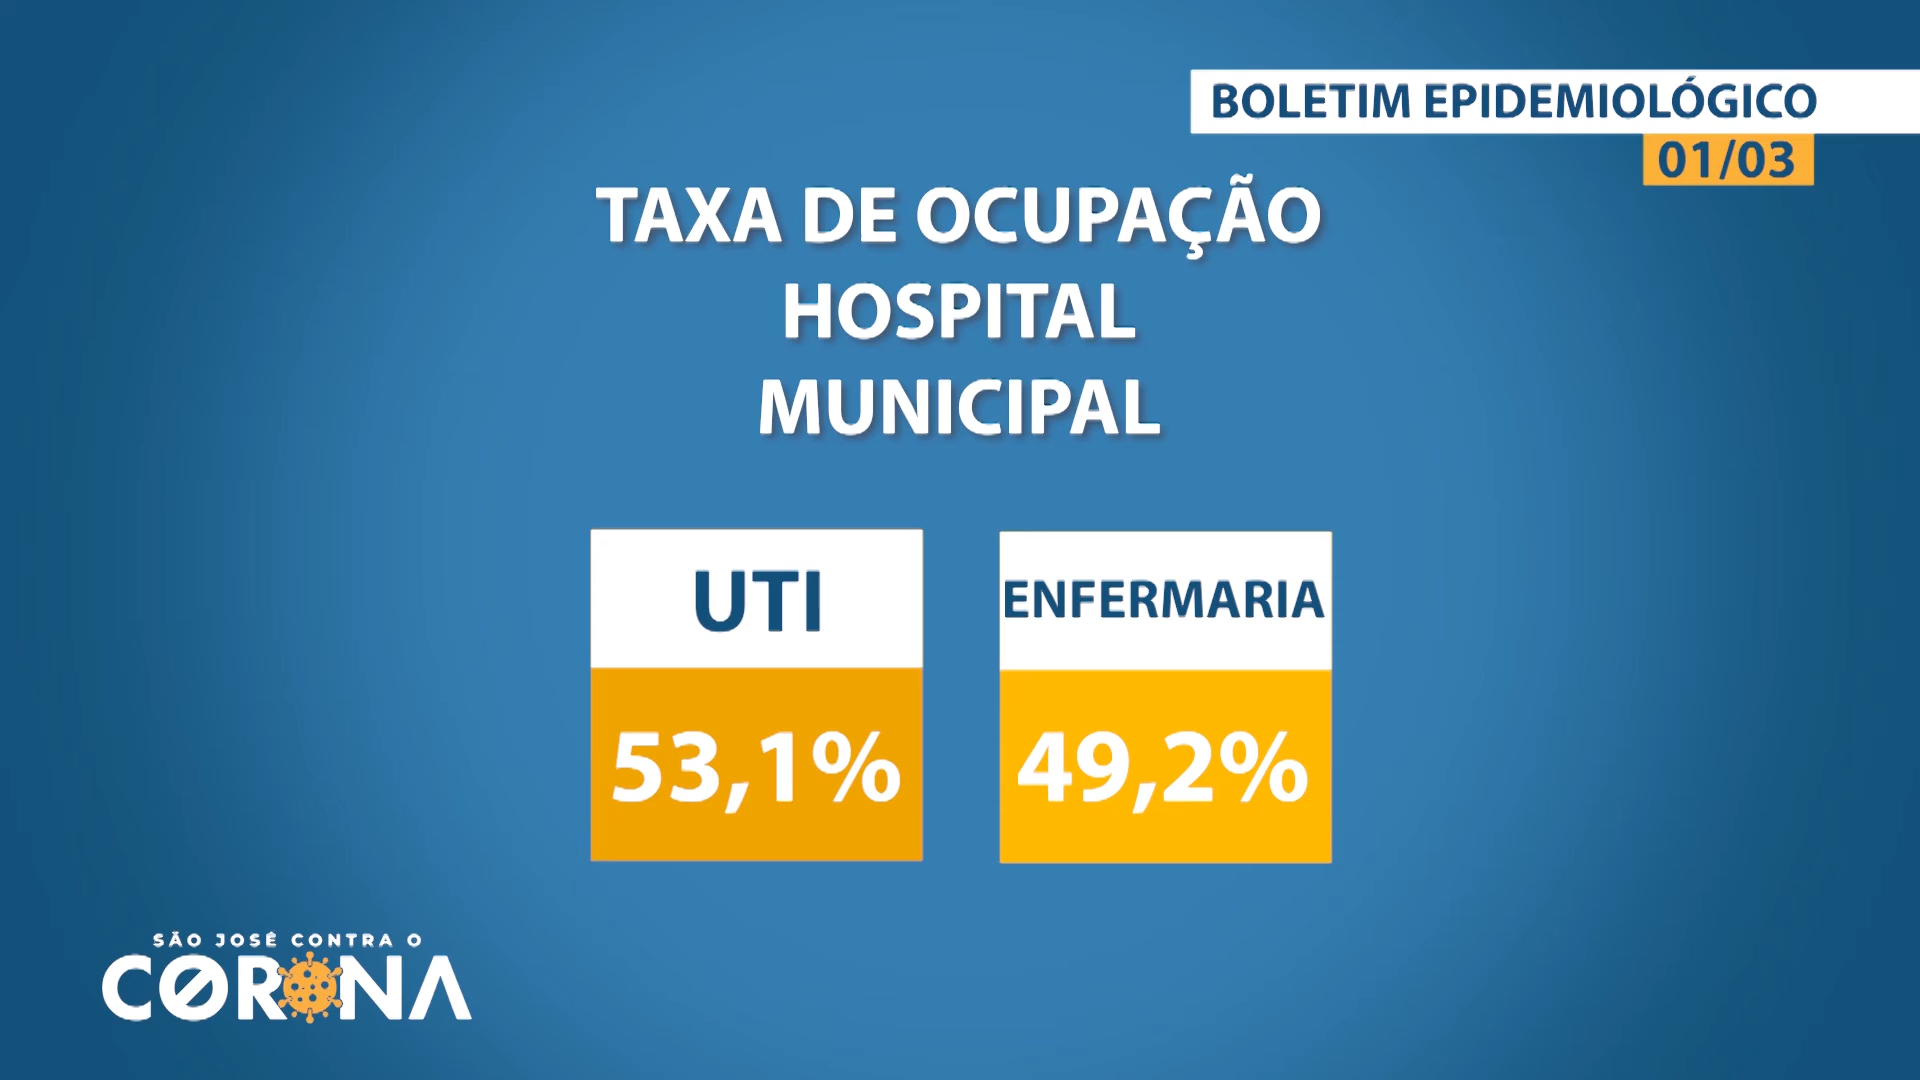 BOLETIM EPIDEMIOLÓGICO
01/03
TAXA DE OCUPAÇÃO
HOSPITAL
MUNICIPAL
UTI
53,1%
ENFERMARIA
49,2%
SÃO JOSÉ CONTRA O
CORONA